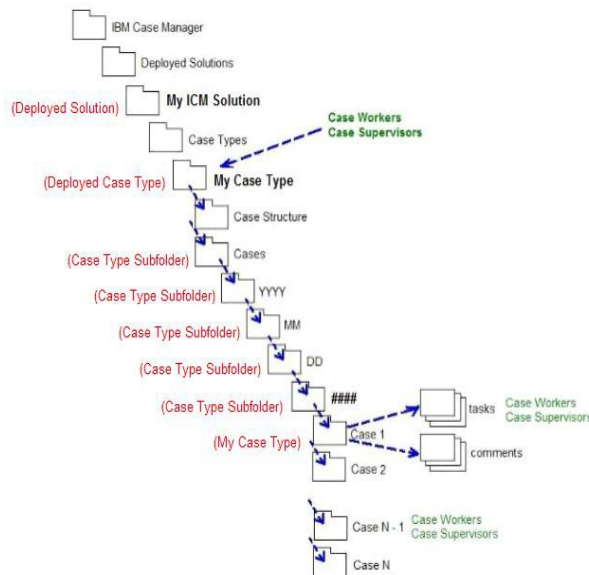 IBM Case Manager
Deployed Solutions
(Deployed Solution) My ICM Solution
Case Workers
Case Supervisors
Case Types
(Deployed Case Type) My Case Type
Case Structure
(Case Type Subfolder) Cases
(Case Type Subfolder) YYYY
(Case Type Subfolder) MM
(Case Type Subfolder) DD
(Case Type Subfolder) ####
tasks Case Workers
Case Supervisors
(My Case Type) Case 1
comments
Case 2
Case N - 1 Case Workers
Case Supervisors
Case N